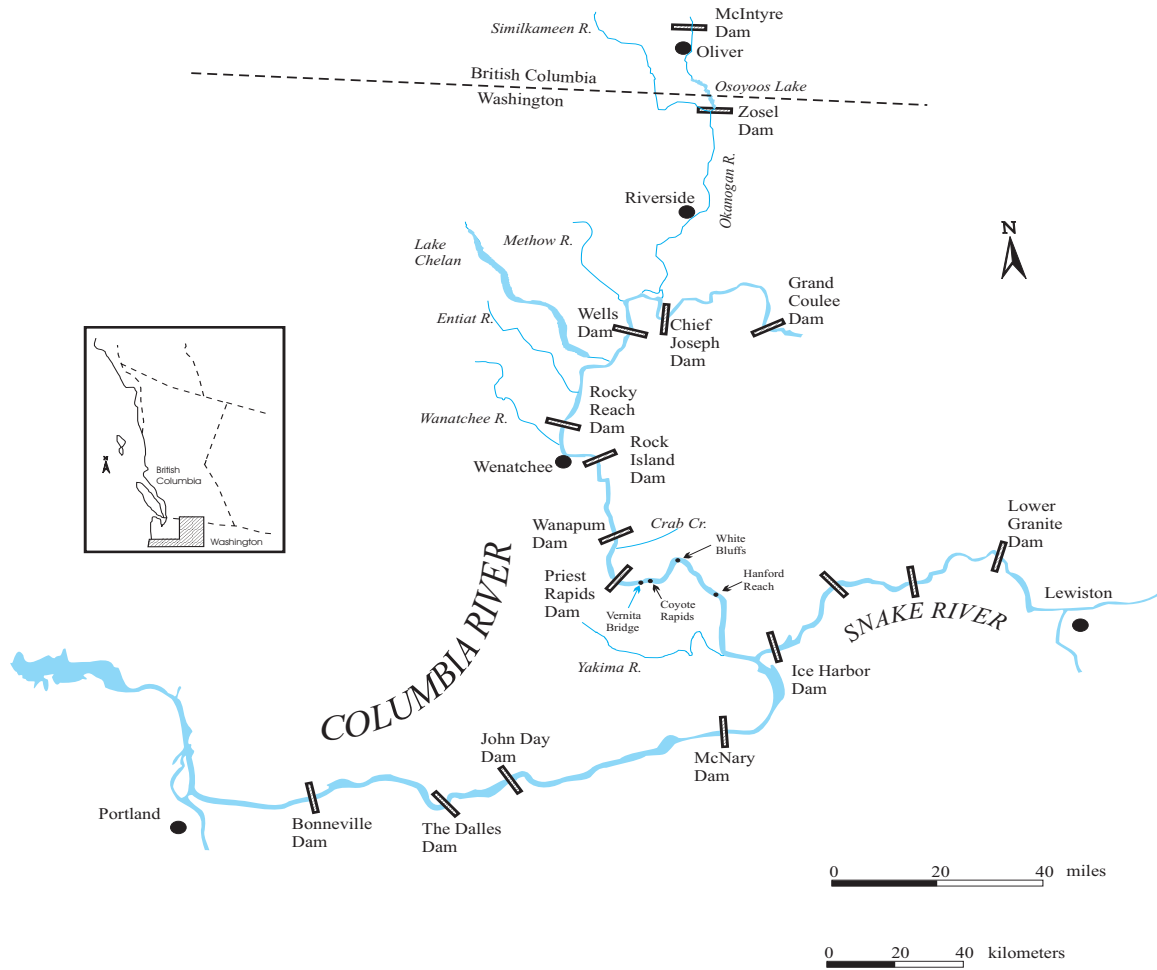 McIntyre
Dam
Similkameen R.
Oliver
British Columbia
Washington
Osoyoos Lake
Zosel
Dam
Okanogan R.
Riverside
N
Methow R.
Lake
Chelan
Grand
Coulee
Dam
Wells
Dam
Chief
Joseph
Dam
Entiat R.
Rocky
Reach
Dam
Wanatchee R.
Wenatchee
Rock
Island
Dam
N
British
Columbia
Washington
Wanapum
Dam
Crab Cr.
White
Bluffs
Lower
Granite
Dam
Priest
Rapids
Dam
Hanford
Reach
Vernita
Bridge
Coyote
Rapids
Lewiston
SNAKE RIVER
COLUMBIA RIVER
Yakima R.
Ice Harbor
Dam
John Day
Dam
McNary
Dam
Portland
Bonneville
Dam
The Dalles
Dam
0 20 40 miles
0 20 40 kilometers